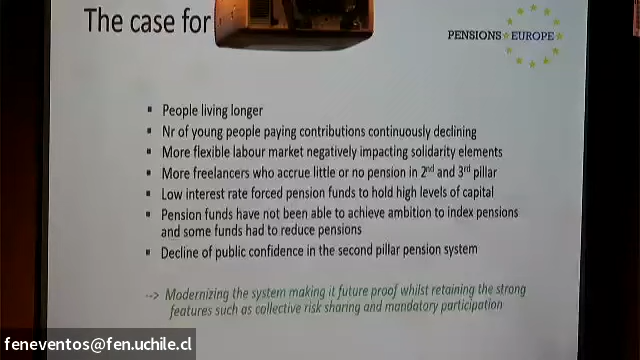 The case for
PENSIONS EUROPE
▪ People living longer
▪ Nr of young people paying contributions continuously declining
▪ More flexible labour market negatively impacting solidarity elements
▪ More freelancers who accrue little or no pension in 2nd and 3rd pillar
▪ Low interest rate forced pension funds to hold high levels of capital
▪ Pension funds have not been able to achieve ambition to index pensions
and some funds had to reduce pensions
▪ Decline of public confidence in the second pillar pension system
--> Modernizing the system making it future proof whilst retaining the strong
features such as collective risk sharing and mandatory participation
feneventos@fen.uchile.cl